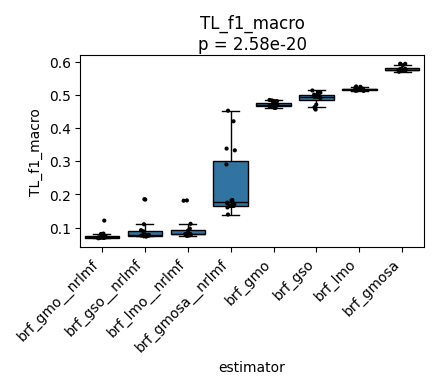 TL_f1_macro
p = 2.58e-20
TL_f1_macro
0.6
0.5
0.4
0.3
0.2
0.1
brf_gmo__nrlmf
brf_gso__nrlmf
brf_lmo__nrlmf
brf_gmosa__nrlmf
brf_gmo
brf_gso
brf_lmo
brf_gmosa
estimator